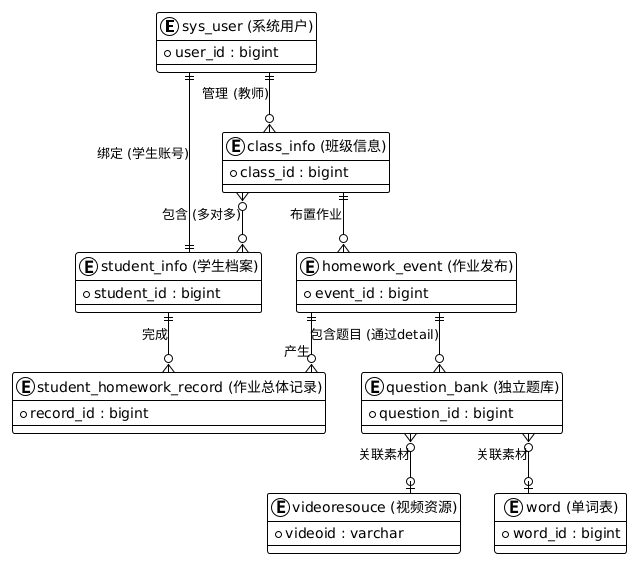 E sys_user (系统用户)
user_id : bigint
管理 (教师)
绑定 (学生账号)
E class_info (班级信息)
class_id : bigint
包含 (多对多)
布置作业
E student_info (学生档案)
student_id : bigint
E homework_event (作业发布)
event_id : bigint
完成
产生
包含题目 (通过detail)
E student_homework_record (作业总体记录)
record_id : bigint
E question_bank (独立题库)
question_id : bigint
关联素材
关联素材
E videoresouce (视频资源)
videoid : varchar
E word (单词表)
word_id : bigint